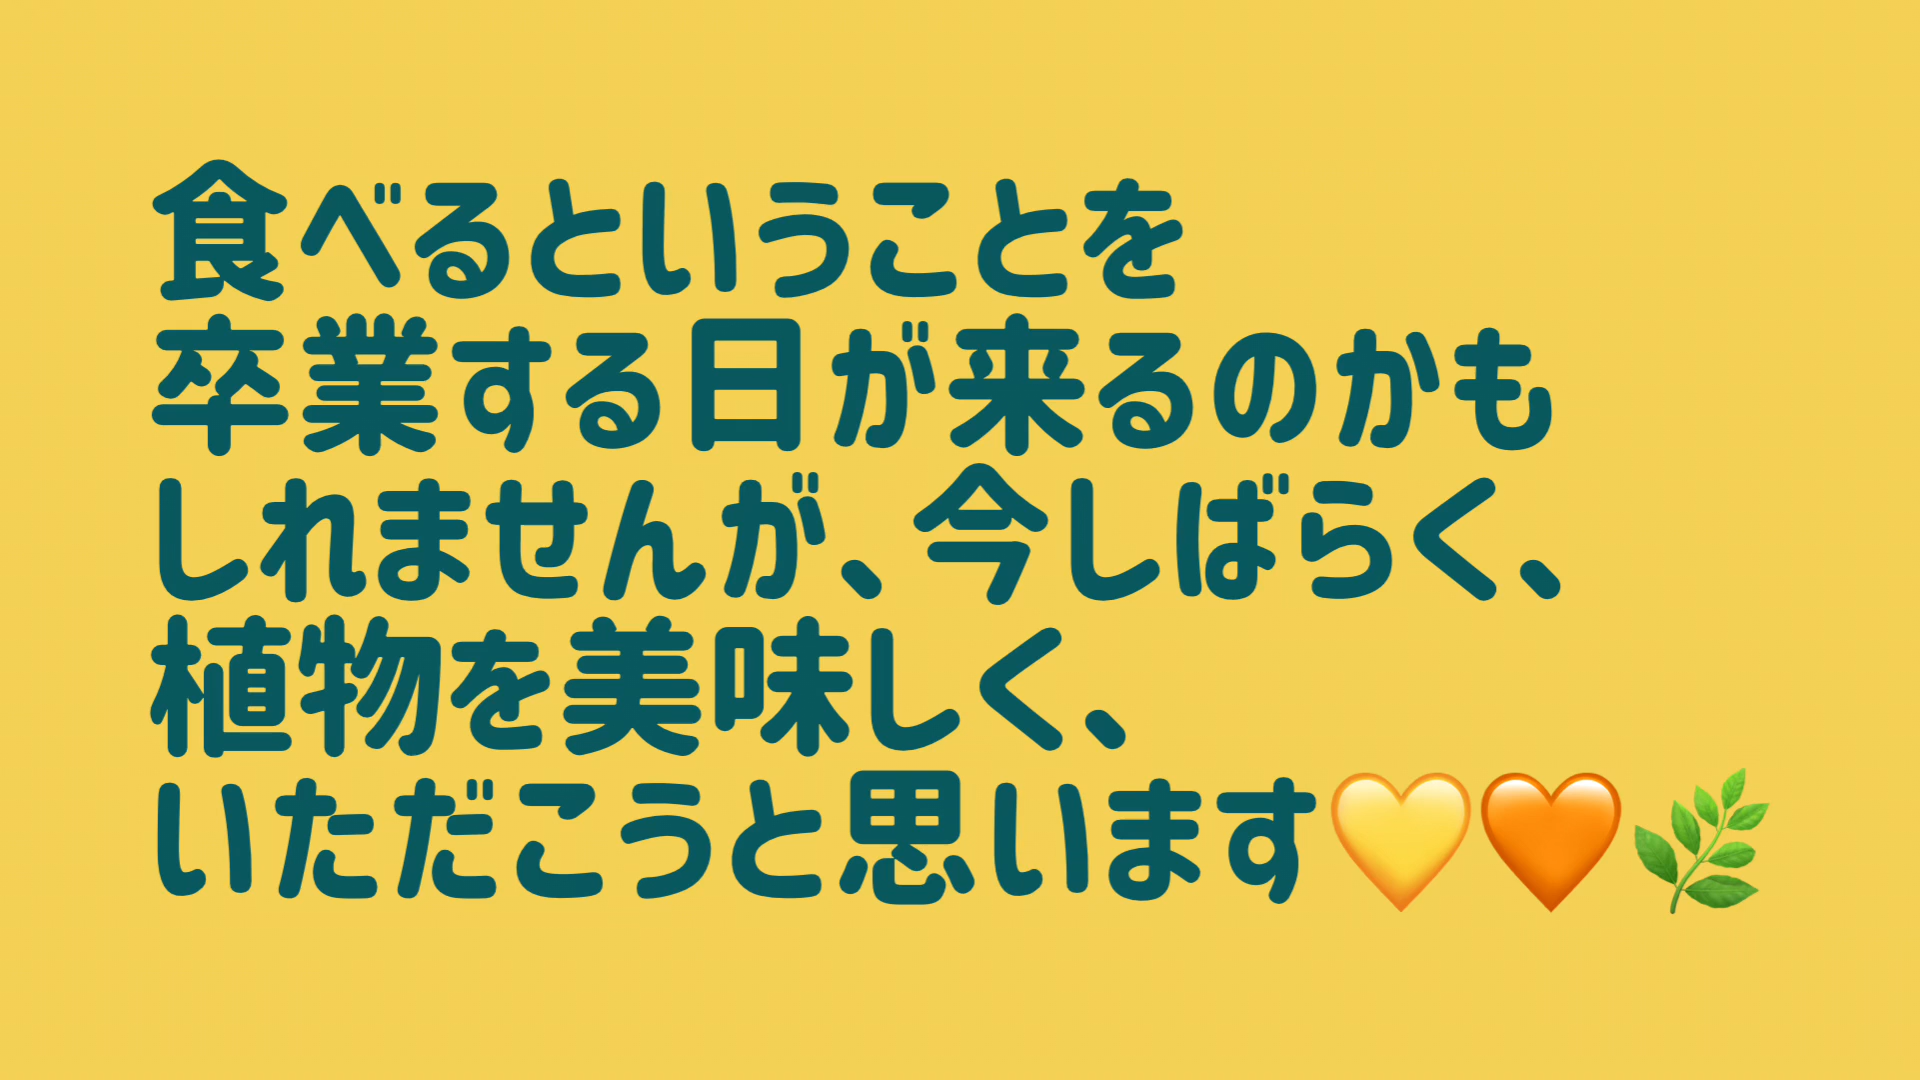 食べるということを
卒業する日が来るのかも
しれませんが、今しばらく、
植物を美味しく、
いただこうと思います💛🧡🌿